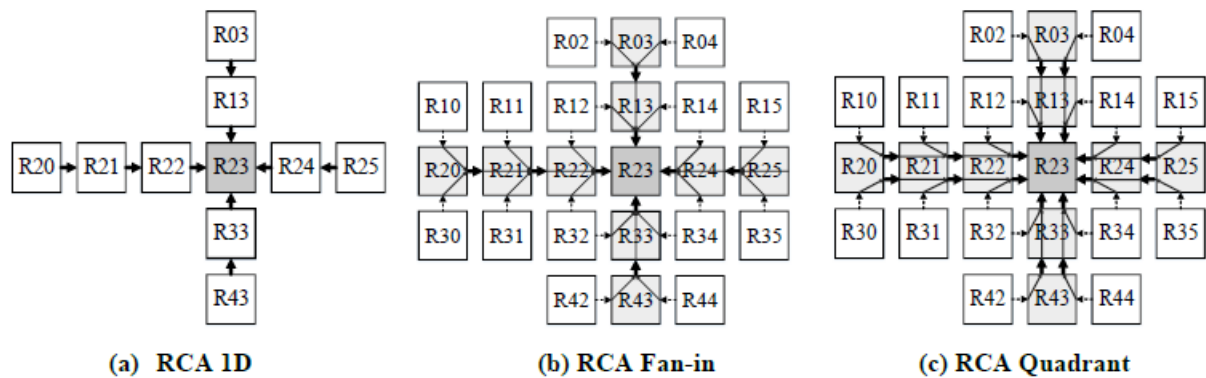 R03
R13
R20 R21 R22 R23 R24 R25
R33
R43
(a) RCA 1D
R02 R03 R04
R10 R11 R12 R13 R14 R15
R20 R21 R22 R23 R24 R25
R30 R31 R32 R33 R34 R35
R42 R43 R44
(b) RCA Fan-in
R02 R03 R04
R10 R11 R12 R13 R14 R15
R20 R21 R22 R23 R24 R25
R30 R31 R32 R33 R34 R35
R42 R43 R44
(c) RCA Quadrant